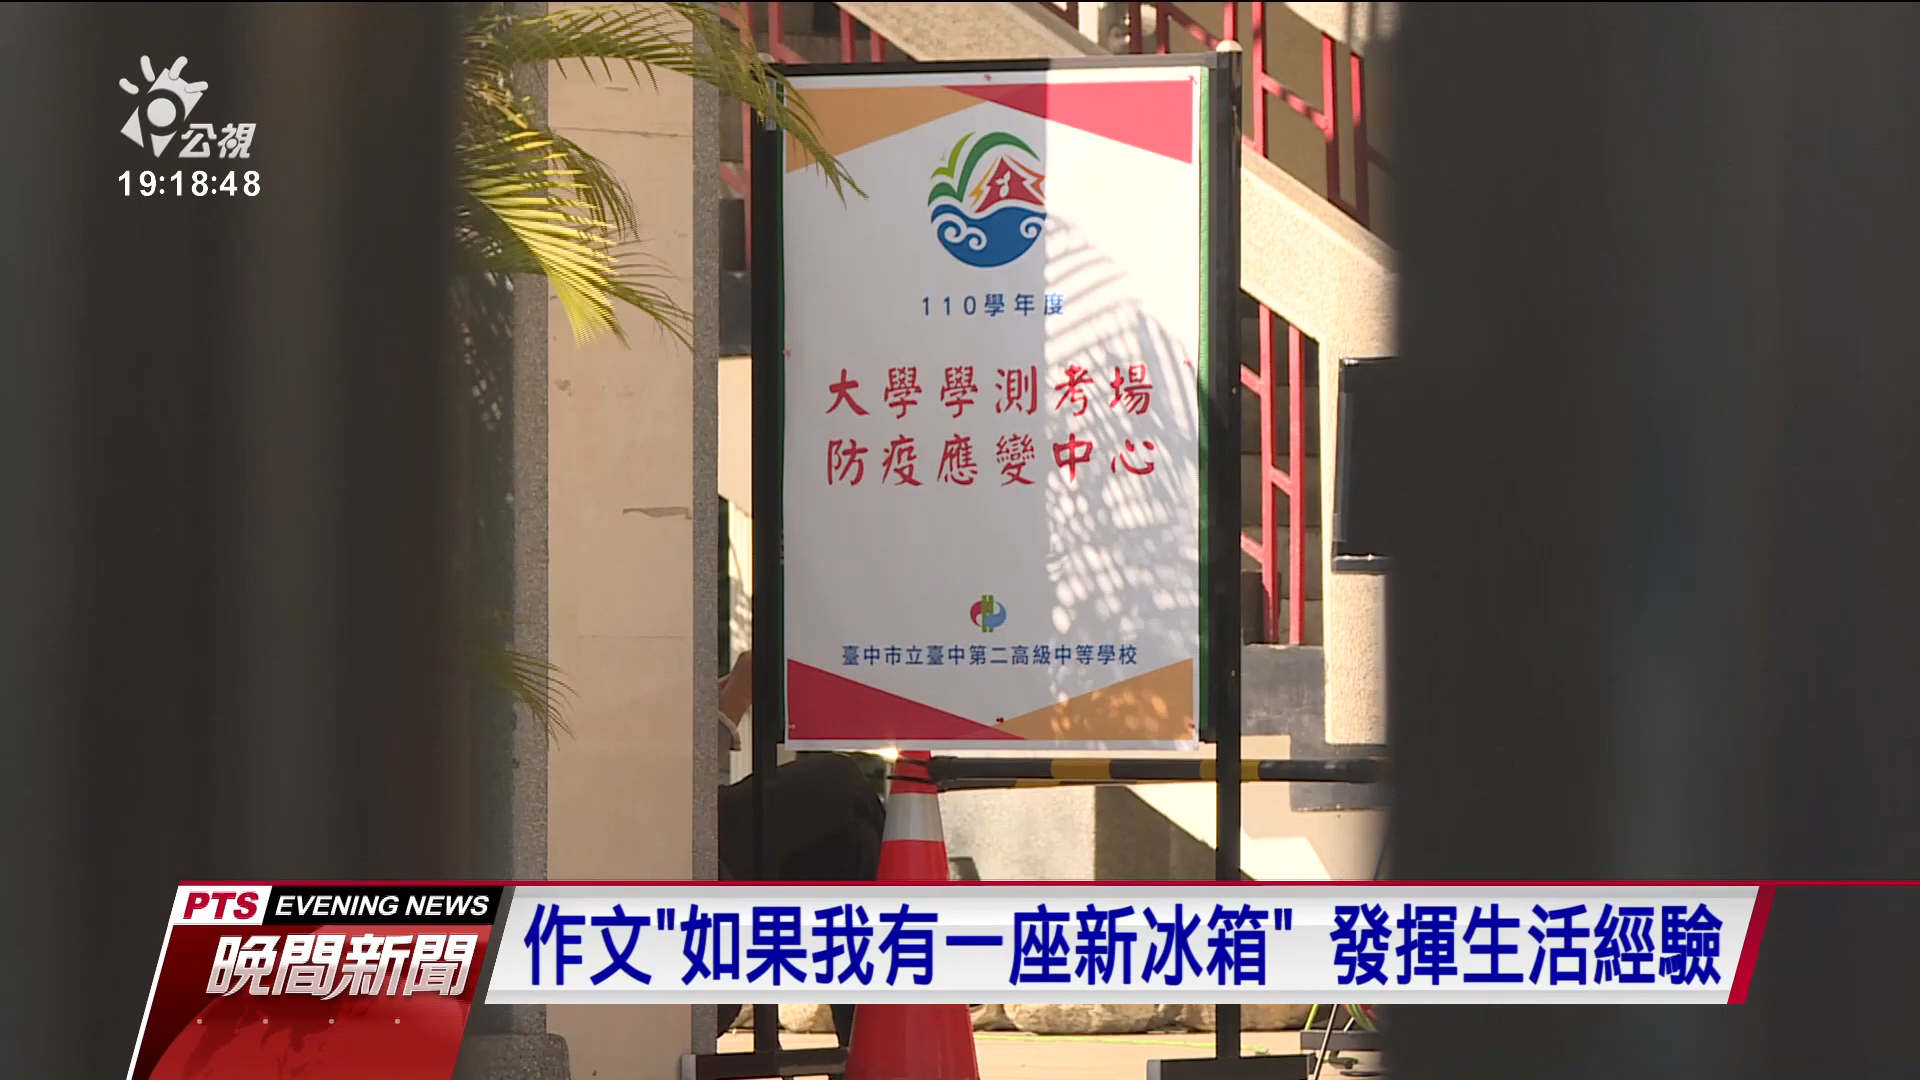 公視
19:18:48
110學年度
大學學測考場
防疫應變中心
臺中市立臺中第二高級中等學校
PTS EVENING NEWS
晚間新聞
作文"如果我有一座新冰箱" 發揮生活經驗